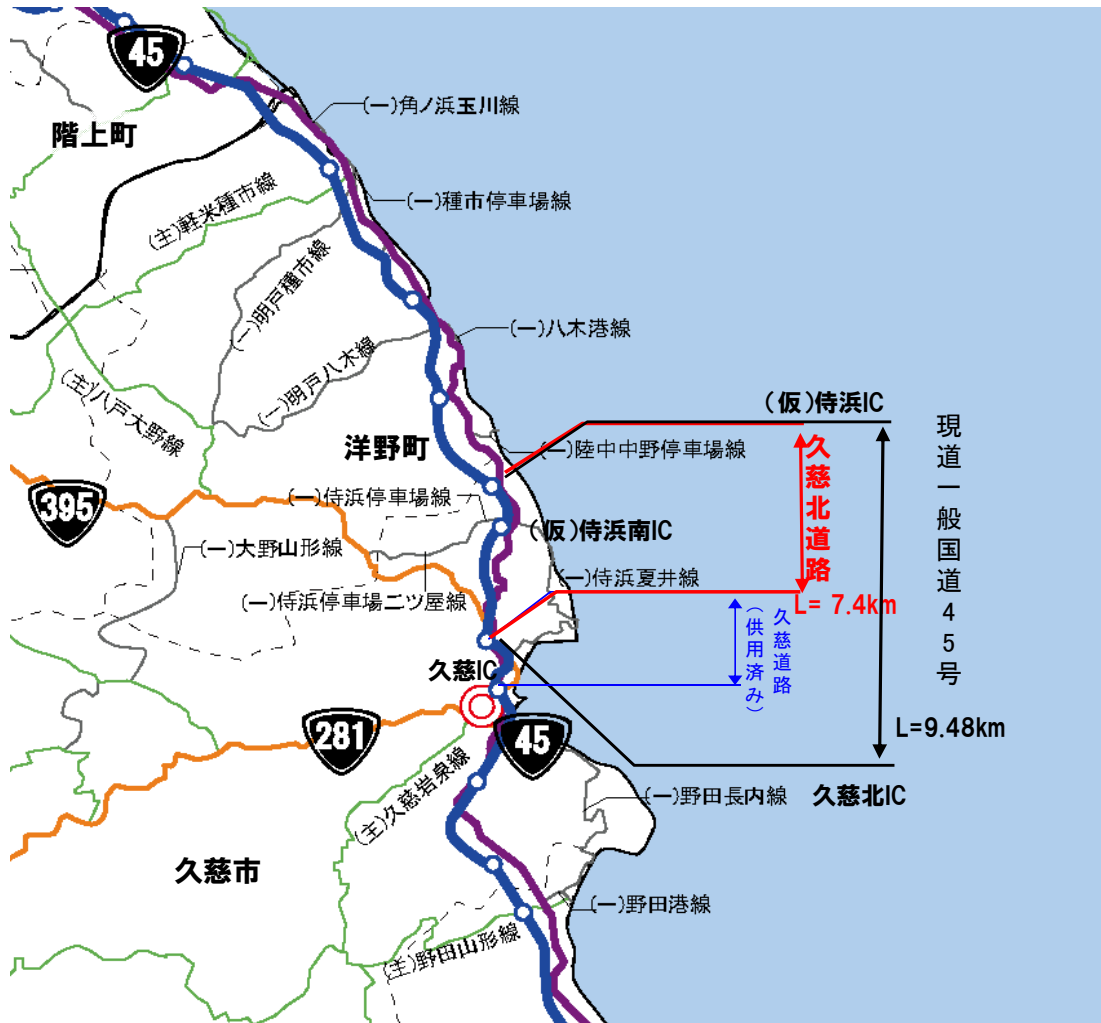 45
階上町
(一)角ノ浜玉川線
(一)種市停車場線
(主)軽米種市線
(一)明戸種市線
(一)八木港線
(一)明戸八木線
(主)八戸大野線
(仮)侍浜IC
洋野町
(一)陸中中野停車場線
久慈北道路
現道一般国道45号
395
(一)侍浜停車場線
(仮)侍浜南IC
(一)大野山形線
(一)侍浜夏井線
(一)侍浜停車場二ツ屋線
L= 7.4km
久慈道路
(供用済み)
久慈IC
281
45
L=9.48km
(主)久慈岩泉線
(一)野田長内線
久慈北IC
久慈市
(一)野田港線
(主)野田山形線